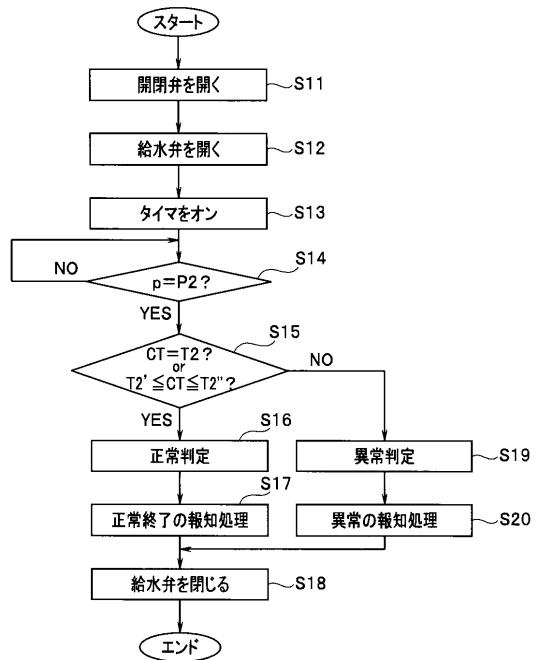 スタート
開閉弁を開く
S11
給水弁を開く
S12
タイマをオン
S13
S14
NO
p=P2?
YES
S15
CT=T2?
or
T2'≦CT≦T2"?
NO
YES
S16
正常判定
異常判定
S19
S17
正常終了の報知処理
異常の報知処理
S20
給水弁を閉じる
S18
エンド